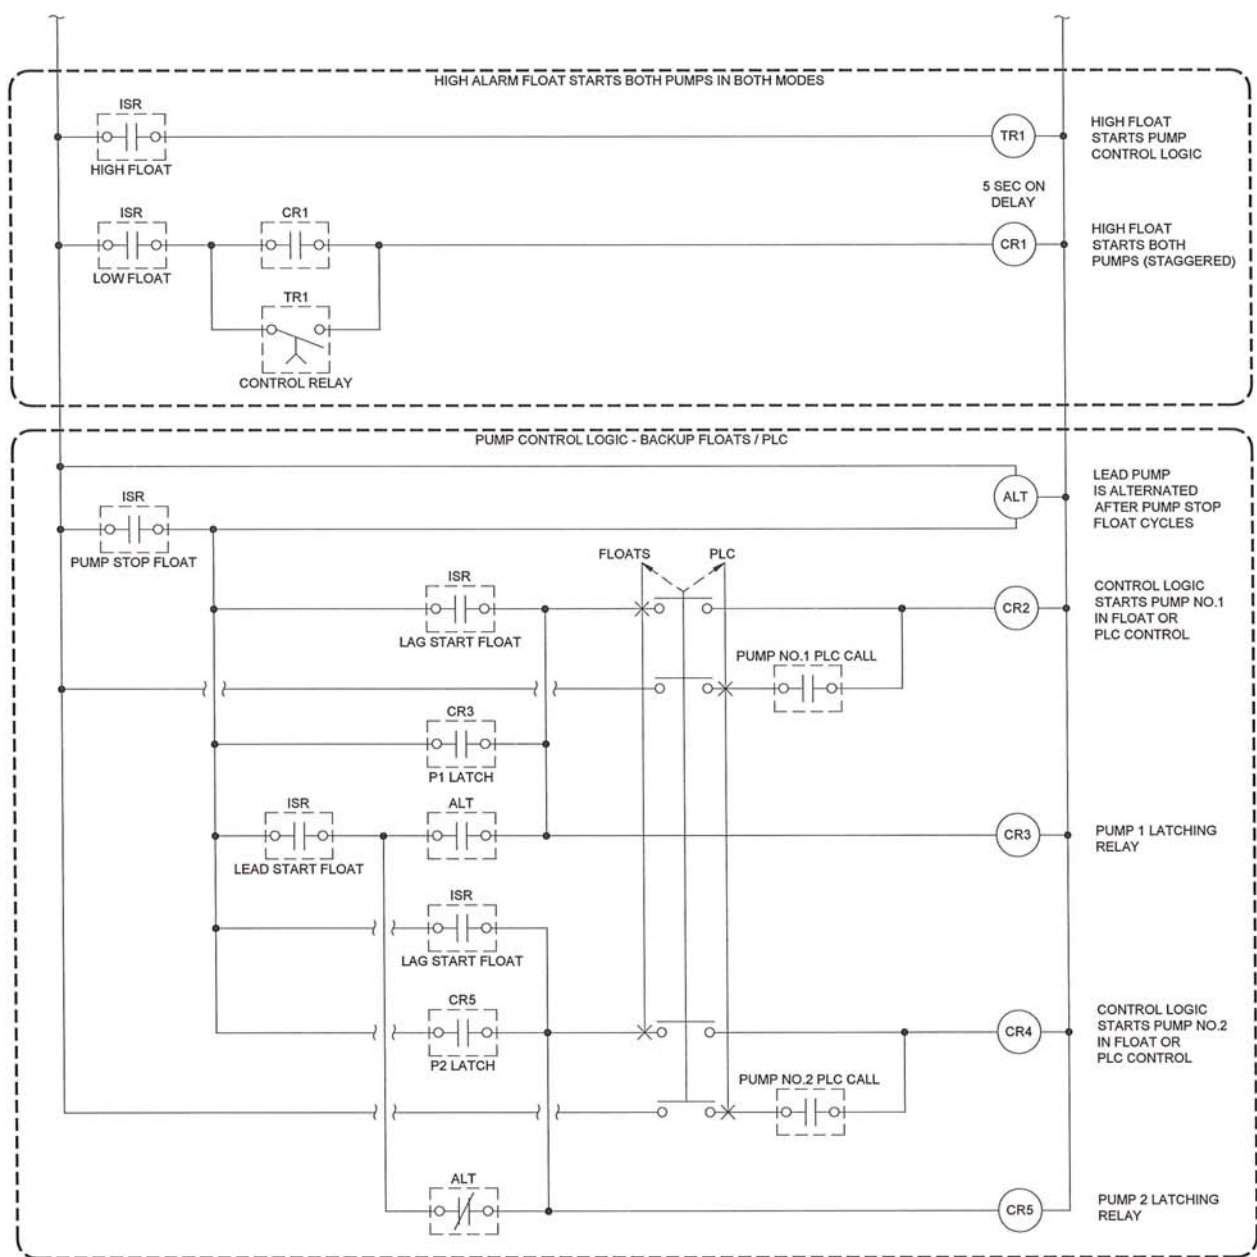 HIGH ALARM FLOAT STARTS BOTH PUMPS IN BOTH MODES
ISR
HIGH FLOAT
TR1
HIGH FLOAT
STARTS PUMP
CONTROL LOGIC
5 SEC ON
DELAY
ISR
LOW FLOAT
CR1
CR1
HIGH FLOAT
STARTS BOTH
PUMPS (STAGGERED)
TR1
CONTROL RELAY
PUMP CONTROL LOGIC - BACKUP FLOATS / PLC
ALT
LEAD PUMP
IS ALTERNATED
AFTER PUMP STOP
FLOAT CYCLES
ISR
PUMP STOP FLOAT
FLOATS
PLC
ISR
LAG START FLOAT
CR2
CONTROL LOGIC
STARTS PUMP NO.1
IN FLOAT OR
PLC CONTROL
PUMP NO.1 PLC CALL
CR3
P1 LATCH
ISR
LEAD START FLOAT
ALT
CR3
PUMP 1 LATCHING
RELAY
ISR
LAG START FLOAT
CR5
P2 LATCH
CR4
CONTROL LOGIC
STARTS PUMP NO.2
IN FLOAT OR
PLC CONTROL
PUMP NO.2 PLC CALL
ALT
CR5
PUMP 2 LATCHING
RELAY